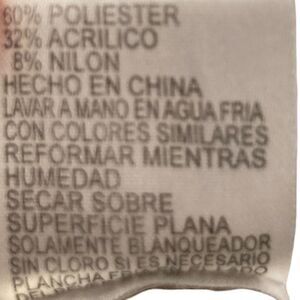 60% POLIESTER
32% ACRILICO
8% NILON
HECHO EN CHINA
LAVAR A MANO EN AGUA FRIA
CON COLORES SIMILARES
REFORMAR MIENTRAS
HUMEDAD
SECAR SOBRE
SUPERFICIE PLANA
SOLAMENTE BLANQUEADOR
SIN CLORO SI ES NECESARIO
PLANCHA